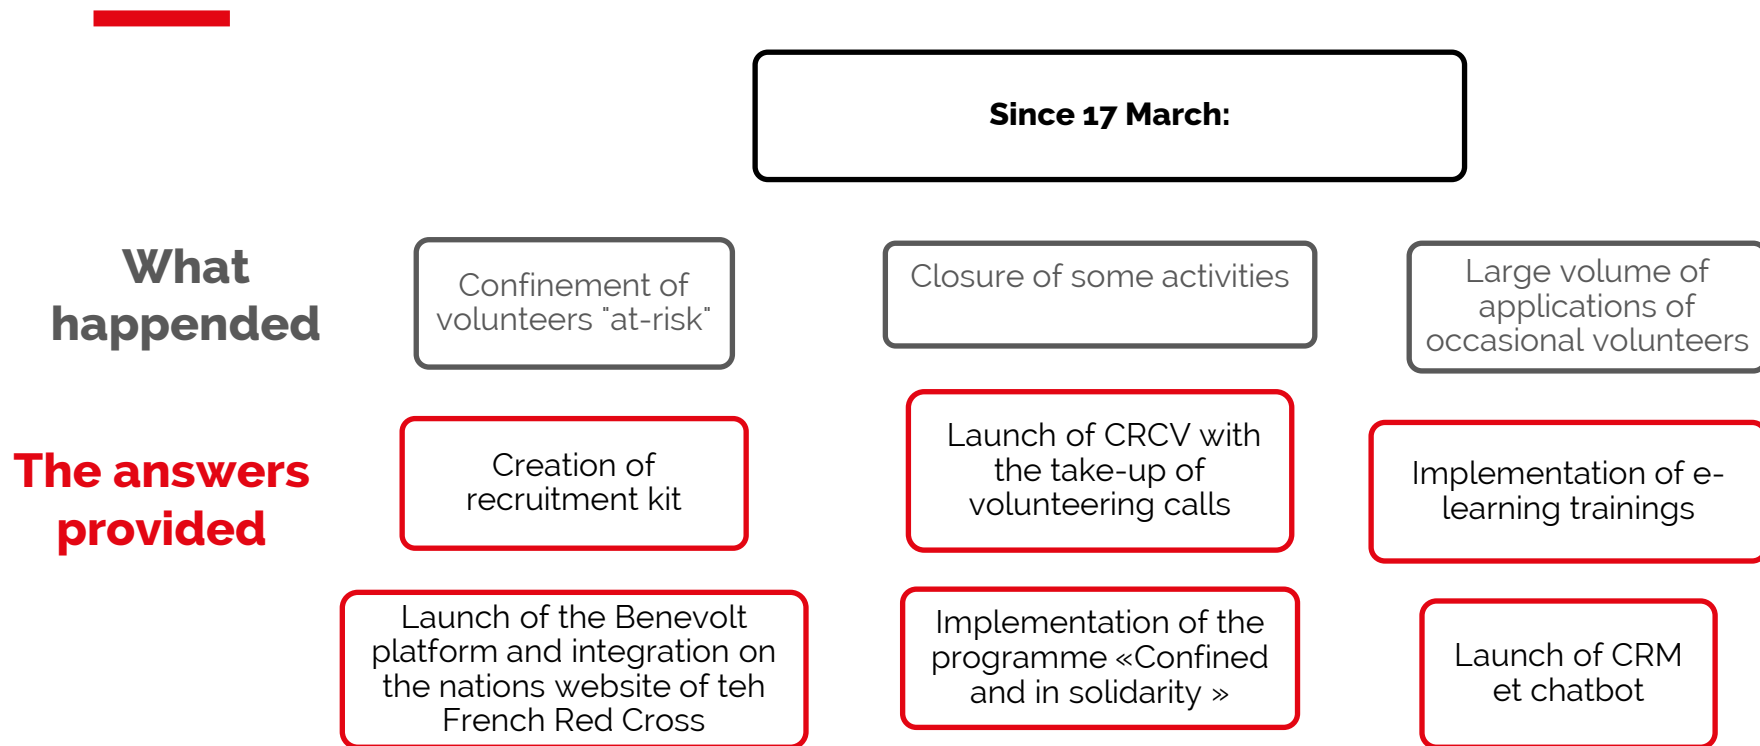 Since 17 March:
What
happended
Confinement of
volunteers "at-risk"
Closure of some activities
Large volume of
applications of
occasional volunteers
The answers
provided
Creation of
recruitment kit
Launch of CRCV with
the take-up of
volunteering calls
Implementation of e-
learning trainings
Launch of the Benevolt
platform and integration on
the nations website of teh
French Red Cross
Implementation of the
programme «Confined
and in solidarity »
Launch of CRM
et chatbot